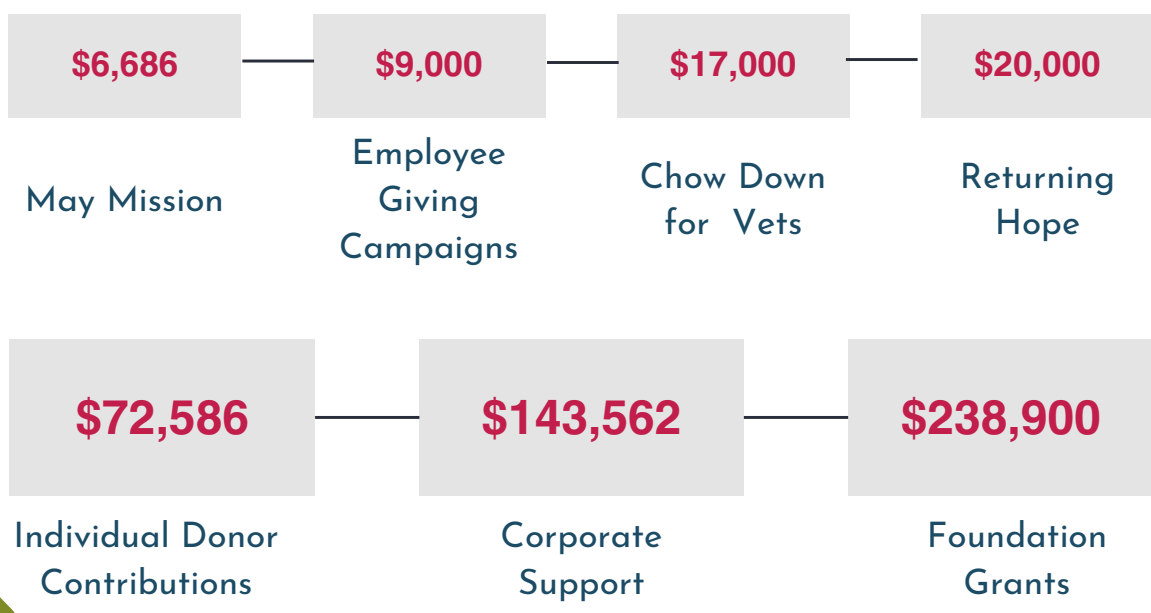 $6,686
$9,000
$17,000
$20,000
May Mission
Employee
Giving
Campaigns
Chow Down
for Vets
Returning
Hope
$72,586
$143,562
$238,900
Individual Donor
Contributions
Corporate
Support
Foundation
Grants